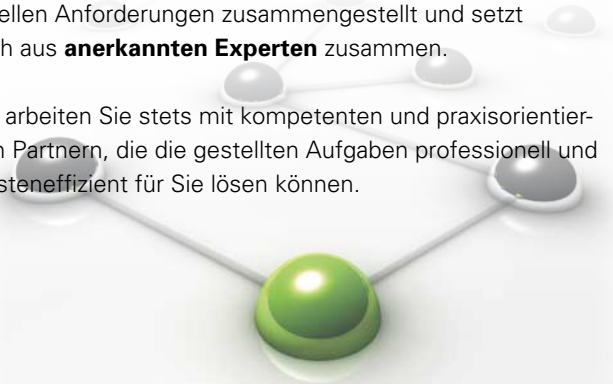 ellen Anforderungen zusammengestellt und setzt
h aus anerkannten Experten zusammen.
arbeiten Sie stets mit kompetenten und praxisorientier-
n Partnern, die die gestellten Aufgaben professionell und
steneffizient für Sie lösen können.